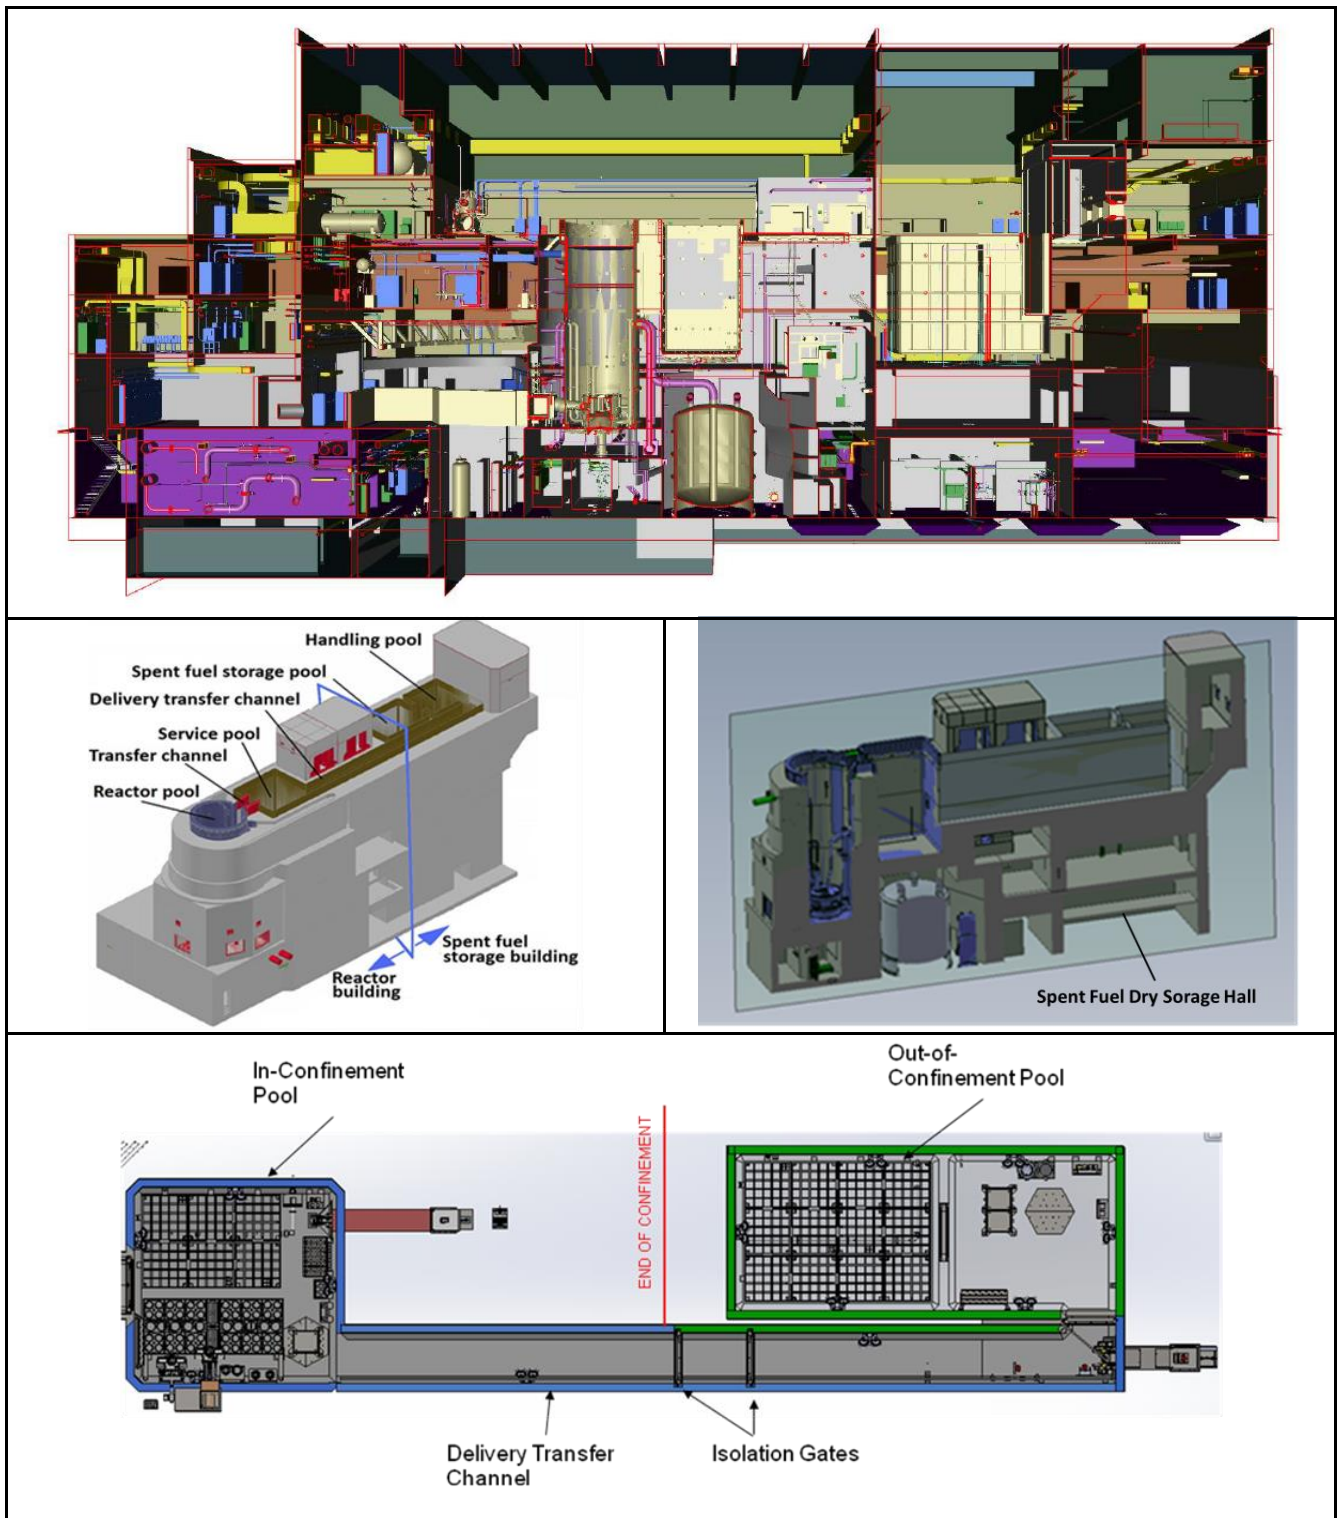 Handling pool
Spent fuel storage pool
Delivery transfer channel
Service pool
Transfer channel
Reactor pool
Spent fuel
storage building
Reactor
building
Spent Fuel Dry Sorage Hall
In-Confinement
Pool
Out-of-
Confinement Pool
END OF CONFINEMENT
Delivery Transfer
Channel
Isolation Gates